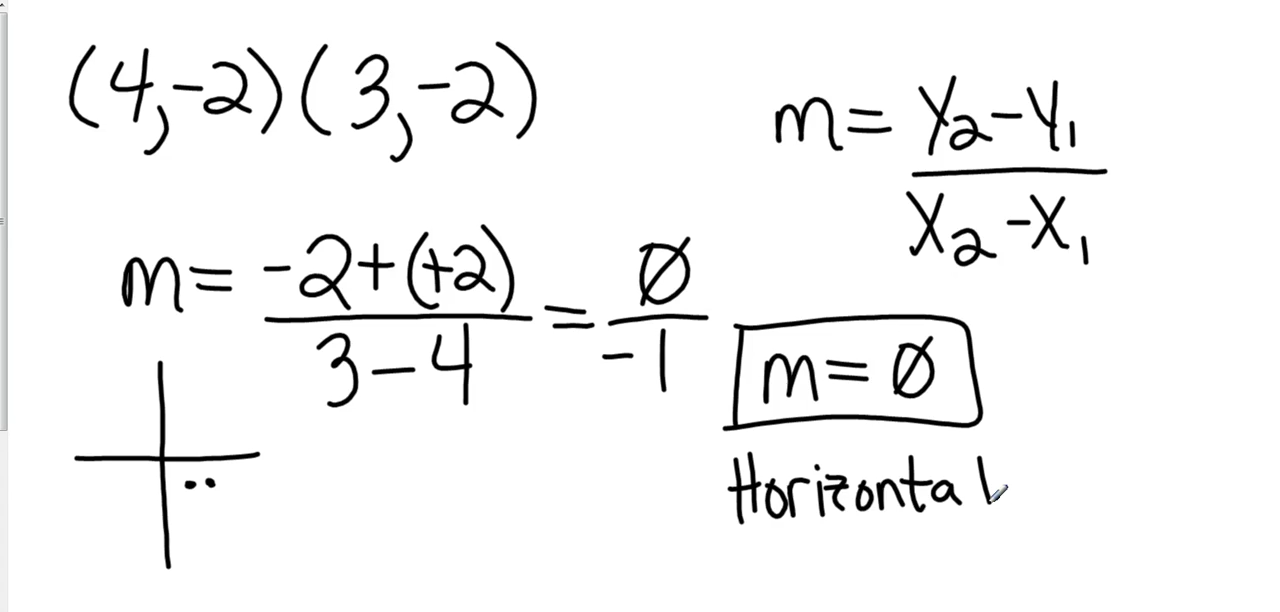 (4,-2)(3,-2)
m = Y2 - Y1
X2 - X1
m = -2+(+2) = Ø
3-4 -1
m = Ø
Horizontal